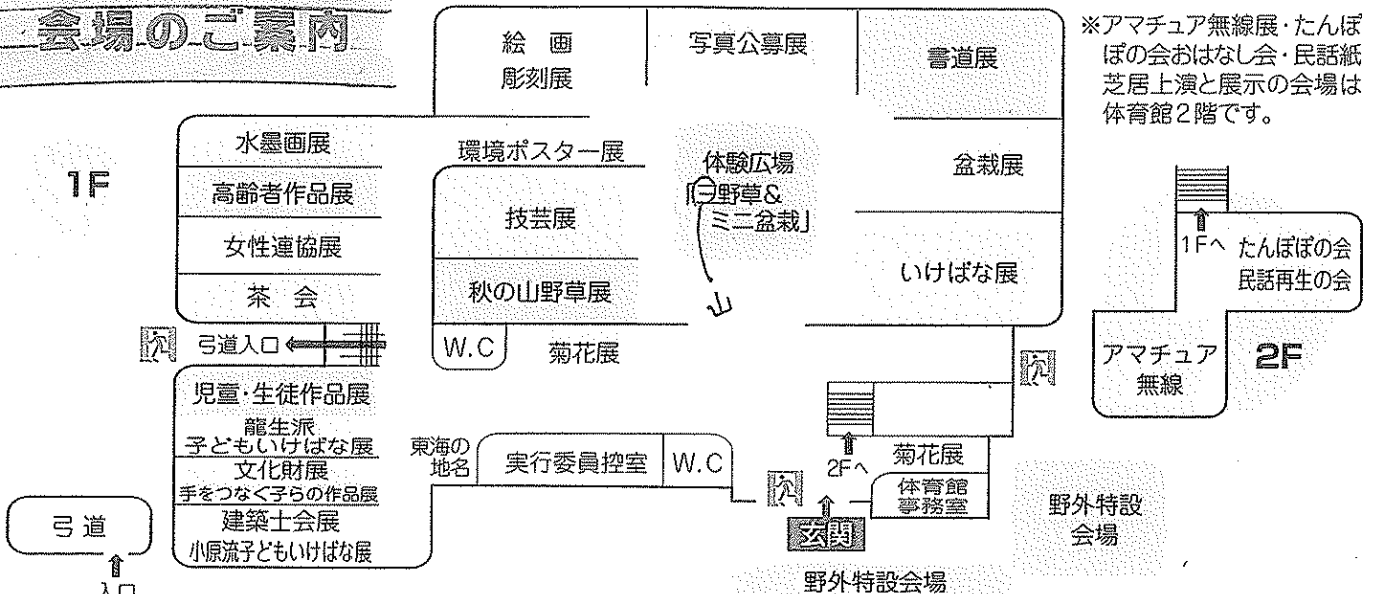 会場のご案内
※アマチュア無線展・たんぽ
ぽの会おはなし会・民話紙
芝居上演と展示の会場は
体育館2階です。
1F
絵 画
彫刻展
写真公募展
書道展
水墨画展
高齢者作品展
女性連協展
茶 会
環境ポスター展
技芸展
秋の山野草展
体験広場
「ヨ野草&
ミニ盆栽」
山
盆栽展
いけばな展
弓道入口
W.C
菊花展
児童・生徒作品展
龍生派
子どもいけばな展
文化財展
手をつなぐ子らの作品展
建築士会展
小原流子どもいけばな展
東海の
地名
実行委員控室
W.C
2Fへ
菊花展
体育館
事務室
玄関
野外特設会場
野外特設
会場
弓道
入口
1Fへ
たんぽぽの会
民話再生の会
アマチュア
無線
2F